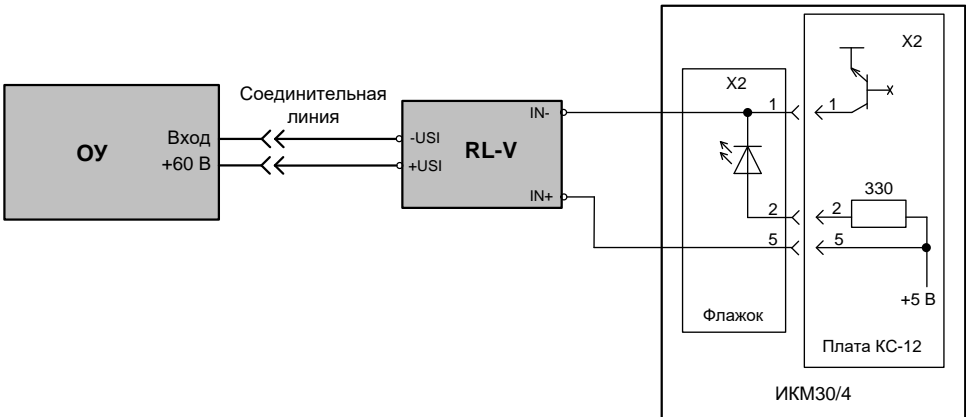 ОУ
Вход
+60 В
Соединительная
линия
-USI
+USI
RL-V
IN-
IN+
X2
1
2
5
Флажок
X2
1
2
5
330
+5 В
Плата КС-12
ИКМ30/4